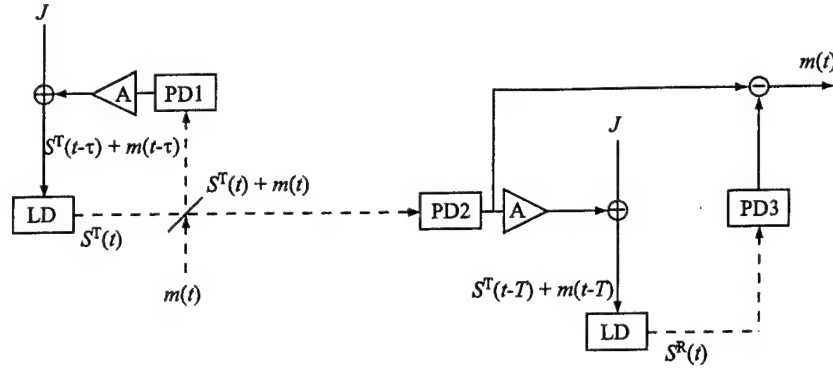 J
A
PD1
m(t)
S^T(t-τ) + m(t-τ)
J
S^T(t) + m(t)
LD
S^T(t)
PD2
A
PD3
m(t)
S^T(t-T) + m(t-T)
LD
S^R(t)